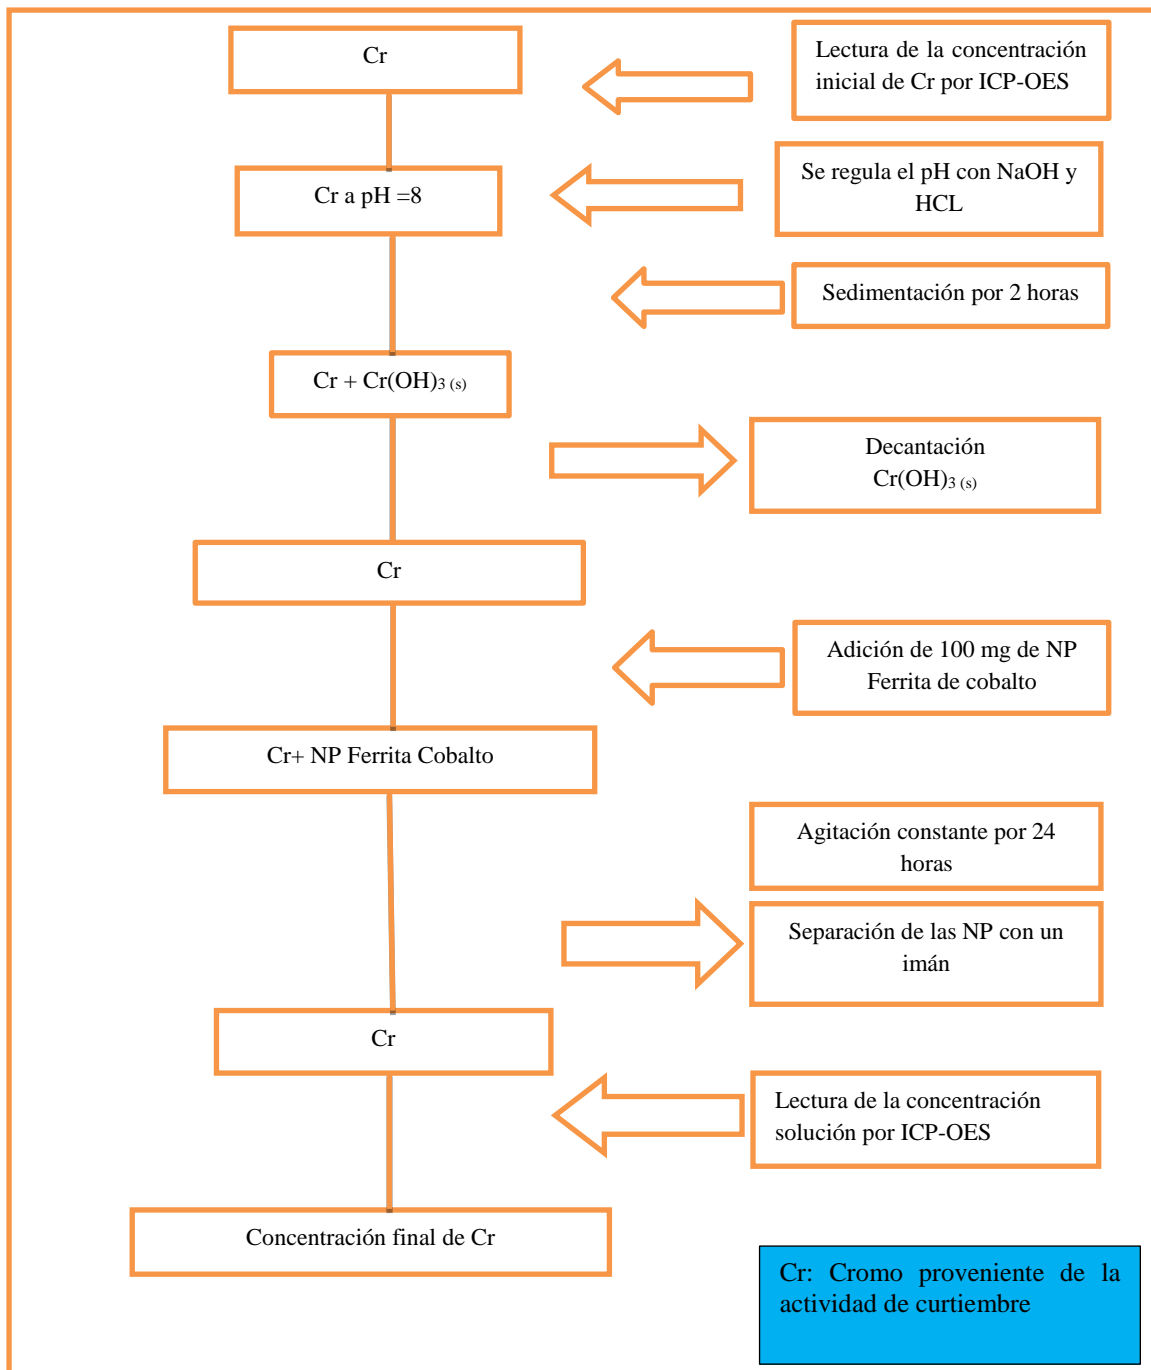 Cr
Lectura de la concentración
inicial de Cr por ICP-OES
Cr a pH =8
Se regula el pH con NaOH y
HCL
Sedimentación por 2 horas
Cr + Cr(OH)3 (s)
Decantación
Cr(OH)3 (s)
Cr
Adición de 100 mg de NP
Ferrita de cobalto
Cr+ NP Ferrita Cobalto
Agitación constante por 24
horas
Separación de las NP con un
imán
Cr
Lectura de la concentración
solución por ICP-OES
Concentración final de Cr
Cr: Cromo proveniente de la
actividad de curtiembre